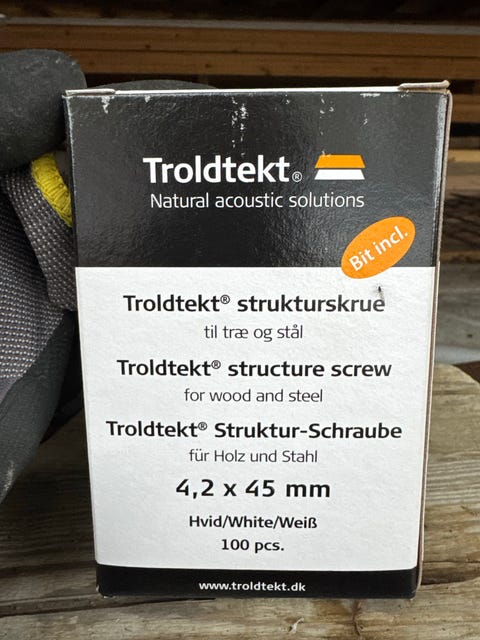 Troldtekt®
Natural acoustic solutions
Bit incl.
Troldtekt® strukturskrue
til træ og stål
Troldtekt® structure screw
for wood and steel
Troldtekt® Struktur-Schraube
für Holz und Stahl
4,2 x 45 mm
Hvid/White/Weiß
100 pcs.
www.troldtekt.dk